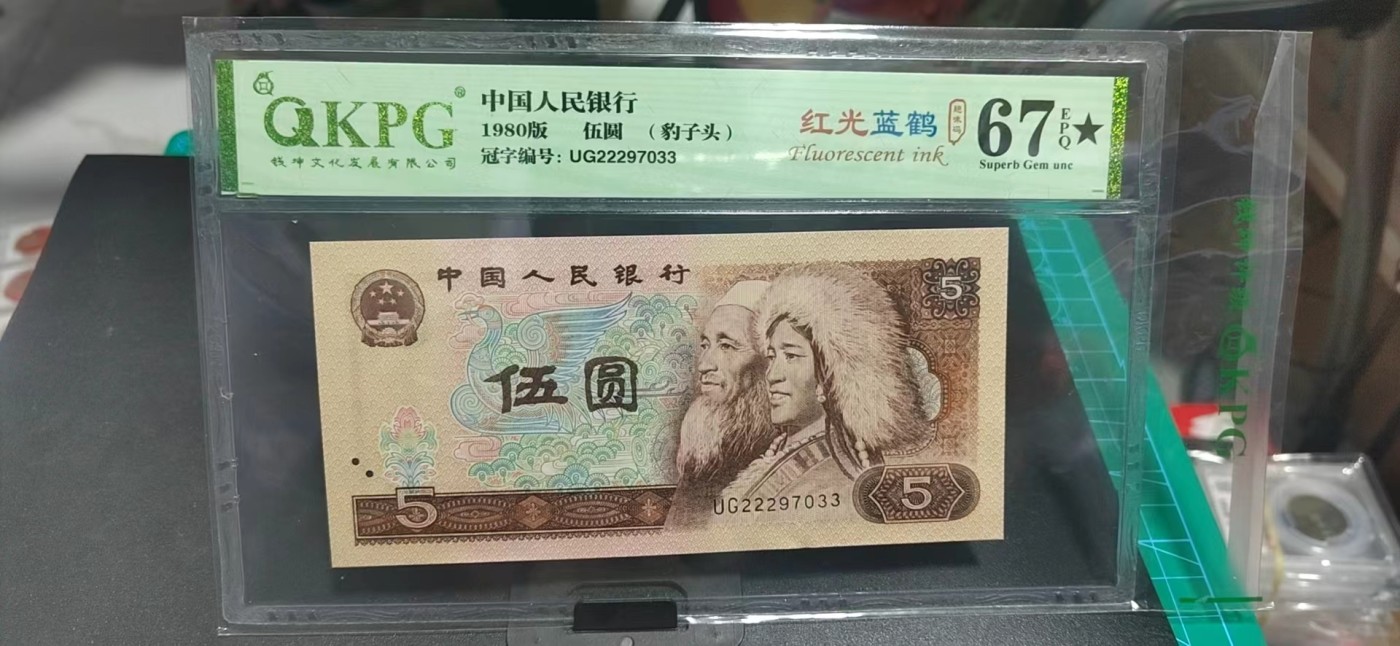 QKPG®
钱坤文化发展有限公司
中国人民银行
1980版 伍圆 （豹子头）
冠字编号: UG22297033
红光蓝鹤
Fluorescent ink
67
EPQ
★
Superb Gem unc
中国人民银行
5
伍圆
5
UG22297033
5
QKPG